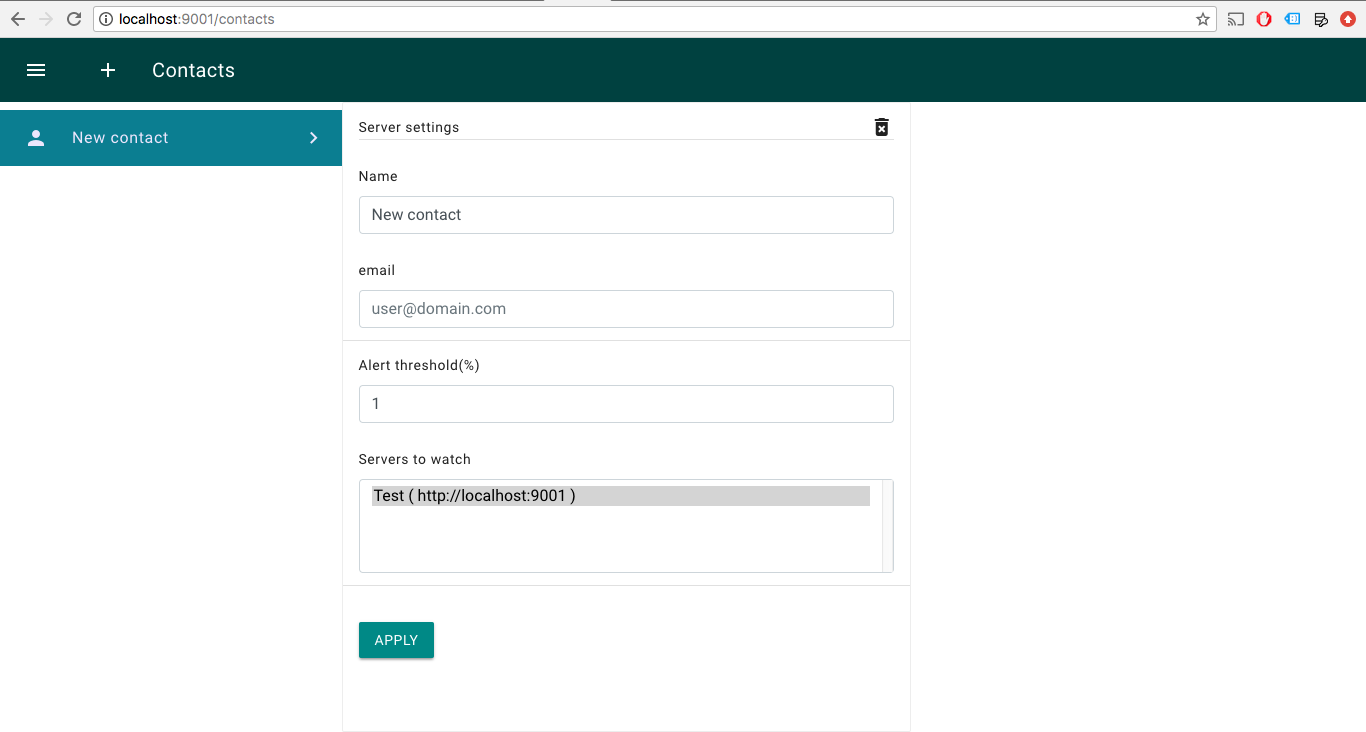 localhost:9001/contacts
Contacts
New contact
Server settings
Name
New contact
email
user@domain.com
Alert threshold(%)
1
Servers to watch
Test ( http://localhost:9001 )
APPLY